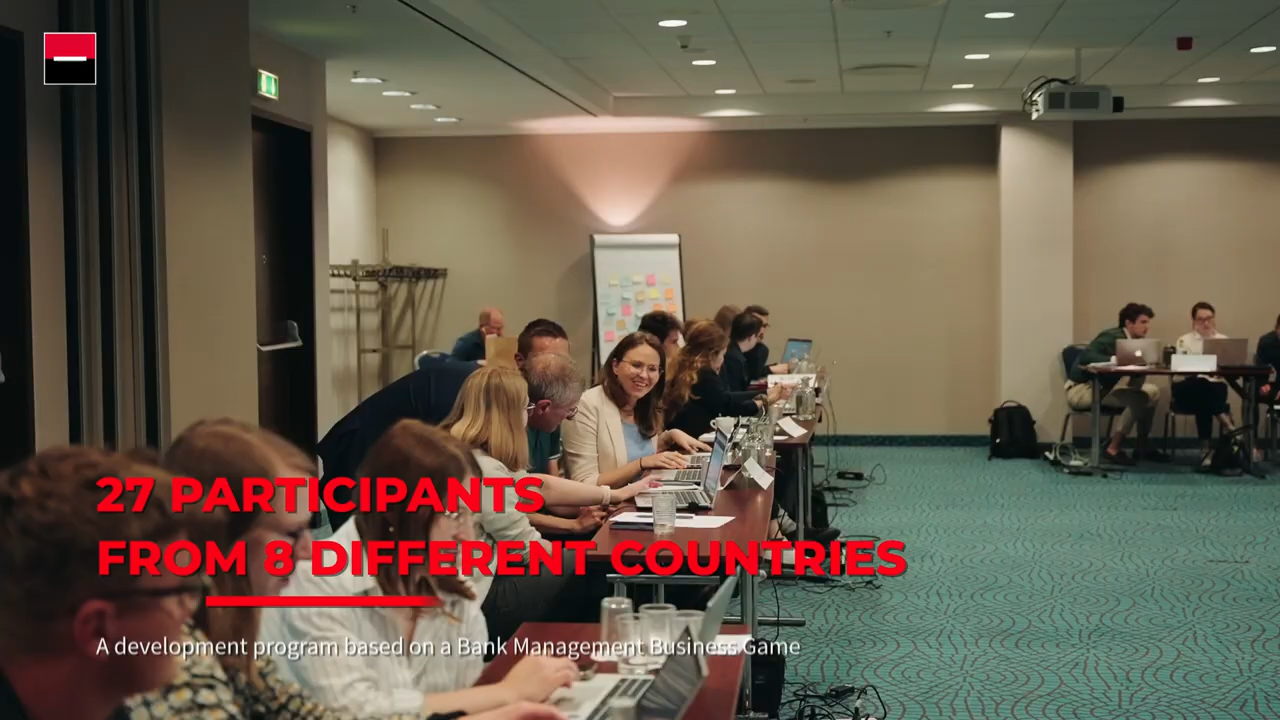 27 PARTICIPANTS
FROM 8 DIFFERENT COUNTRIES
A development program based on a Bank Management Business Game